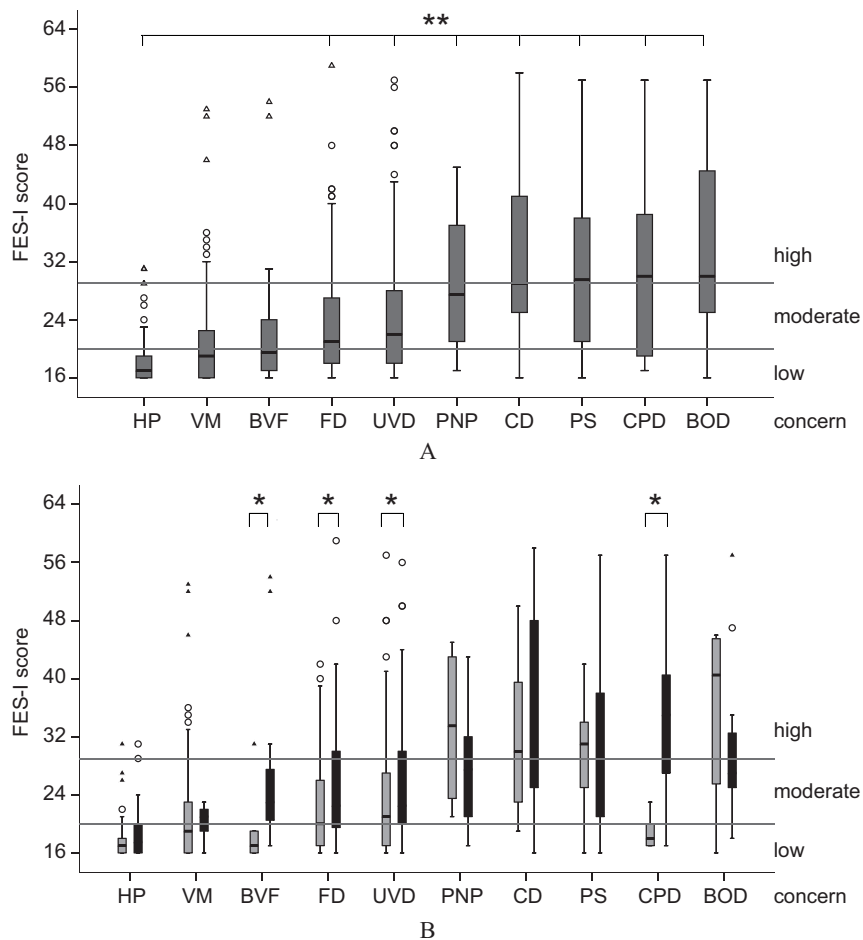 **
64
56
48
40
32
24
16
FES-I score
high
moderate
low
HP VM BVF FD UVD PNP CD PS CPD BOD concern
A
* * * *
64
56
48
40
32
24
16
FES-I score
high
moderate
low
HP VM BVF FD UVD PNP CD PS CPD BOD concern
B